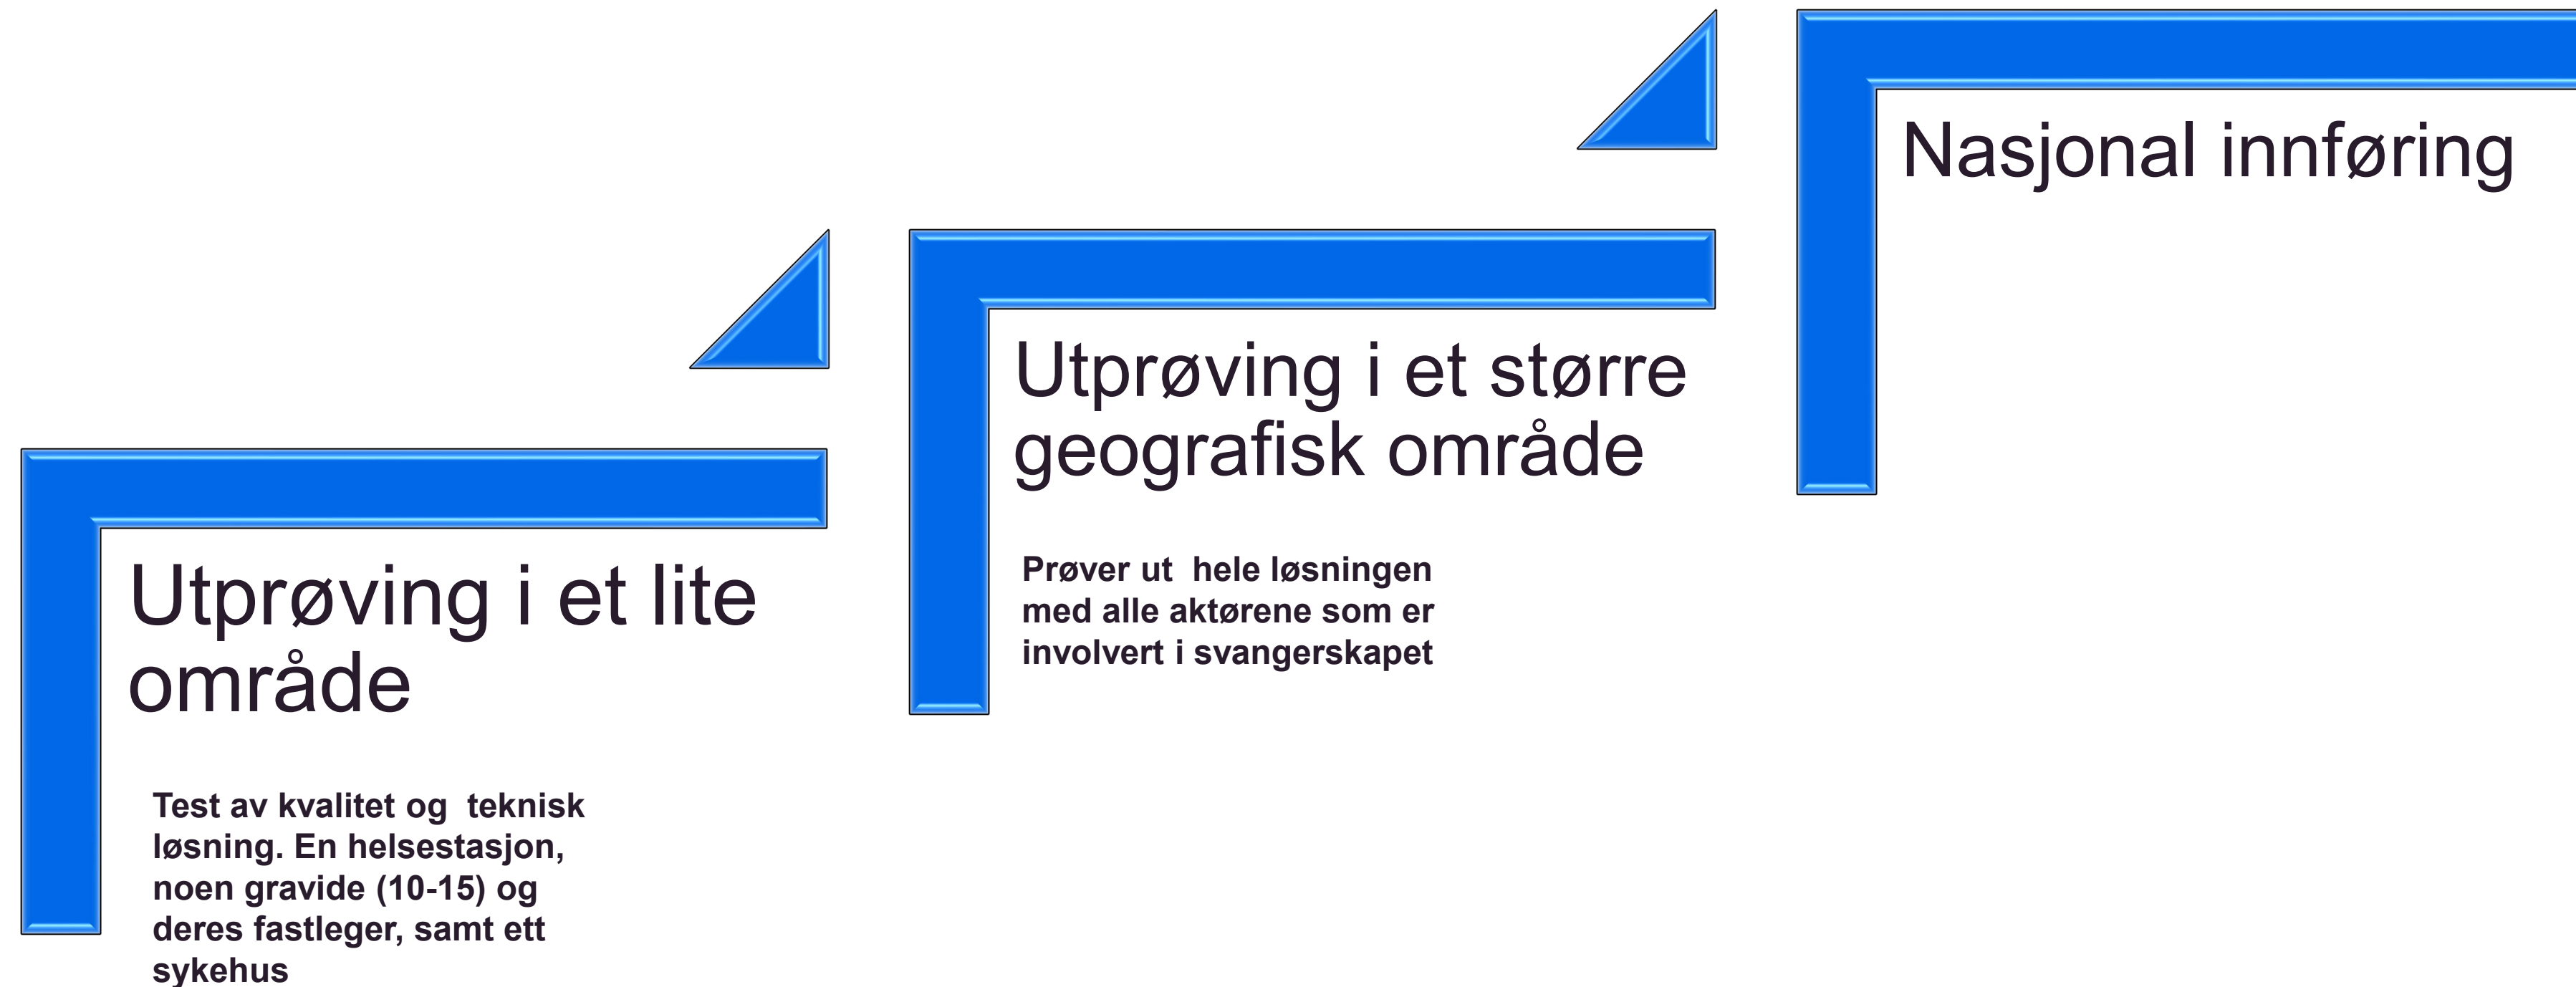 Utprøving i et lite
område
Test av kvalitet og  teknisk
løsning. En helsestasjon,
noen gravide (10-15) og
deres fastleger, samt ett
sykehus
Utprøving i et større
geografisk område
Prøver ut  hele løsningen
med alle aktørene som er
involvert i svangerskapet
Nasjonal innføring